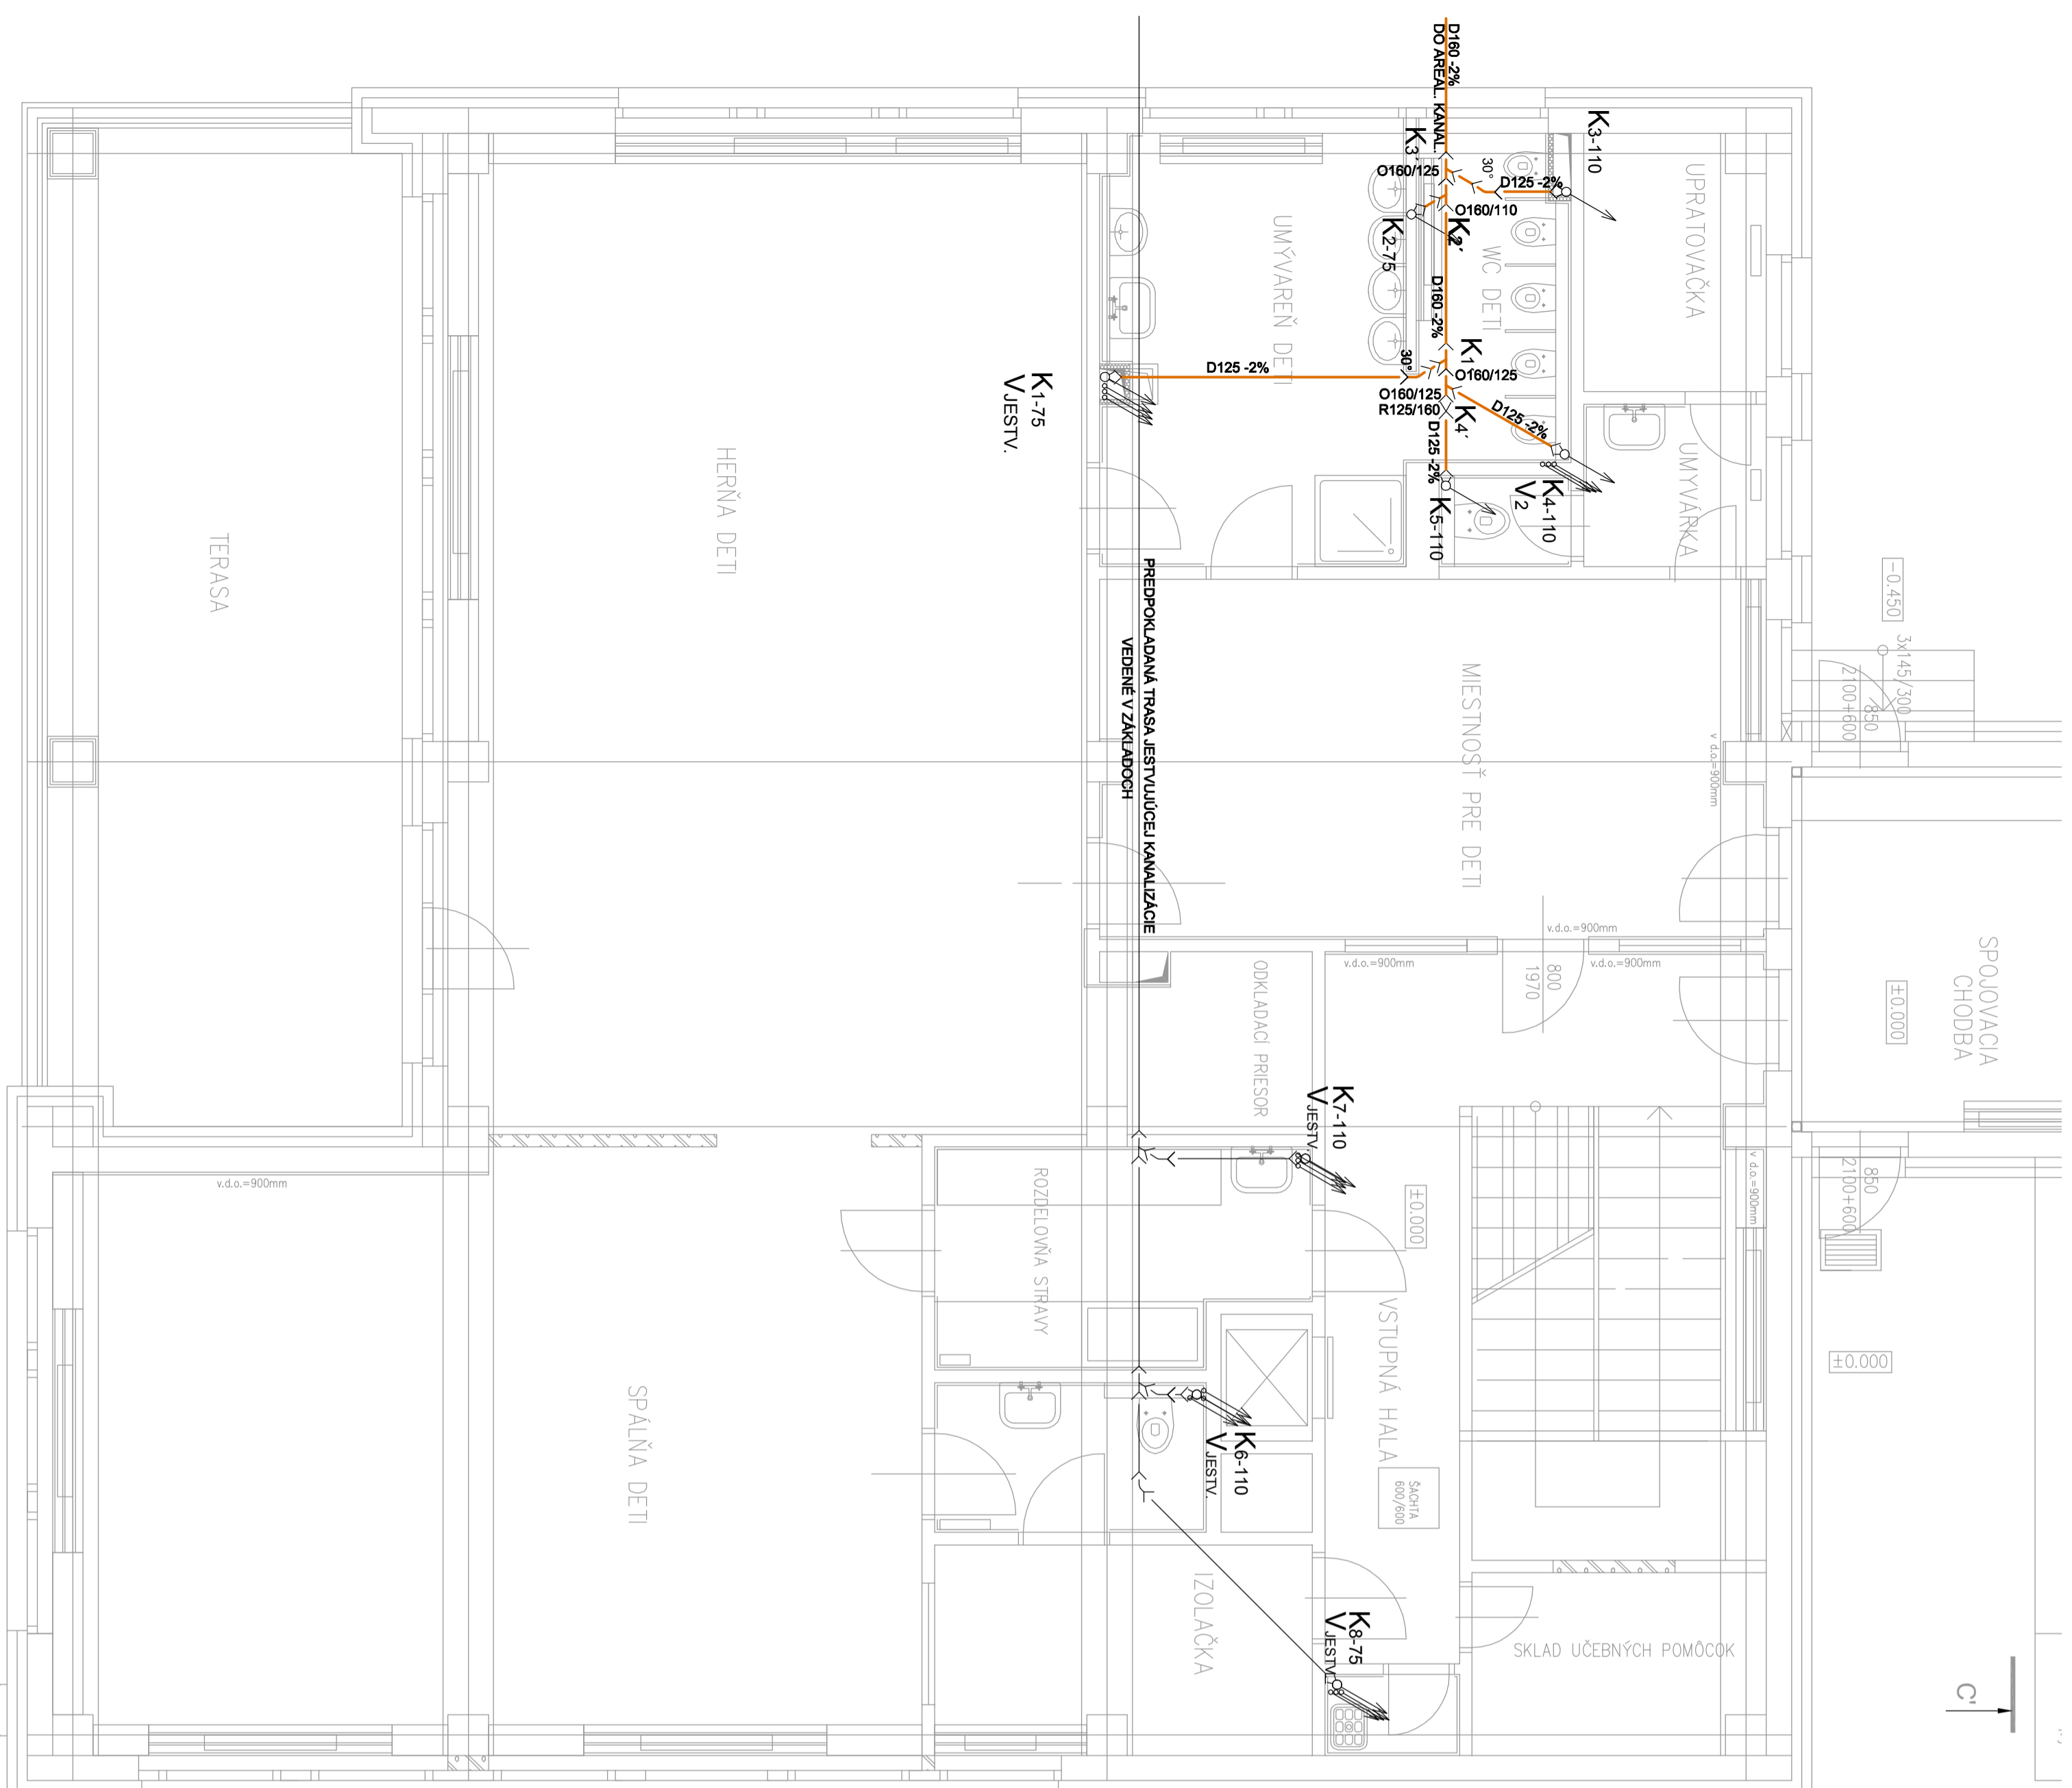 D160 -2%
DO AREAL. KANAL.
K3-110
UPRATOVAČKA
K3´
O160/125
30°
D125 -2%
O160/110
K2´
K2-75
WC DETI
UMÝVAREŇ DETI
D160 -2%
K1´
O160/125
30°
D125 -2%
O160/125
R125/160
K4´
D125 -2%
D125 -2%
K1-75
VJESTV.
K4-110
V2
K5-110
UMYVÁRKA
HERŇA DETI
TERASA
PREDPOKLADANÁ TRASA JESTVUJÚCEJ KANALIZÁCIE
VEDENÉ V ZÁKLADOCH
MIESTNOSŤ PRE DETI
-0.450
3x145/300
850
2100+600
v.d.o.=900mm
v.d.o.=900mm
v.d.o.=900mm
v.d.o.=900mm
800
1970
SPOJOVACIA
CHODBA
±0.000
ODKLADACÍ PRIESOR
K7-110
VJESTV.
±0.000
v.d.o.=900mm
850
2100+600
±0.000
v.d.o.=900mm
ROZDELOVŇA STRAVY
VSTUPNÁ HALA
SPÁLŇA DETI
K6-110
VJESTV.
ŠACHTA
600/600
IZOLAČKA
K8-75
VJESTV.
SKLAD UČEBNÝCH POMÔCOK
C'